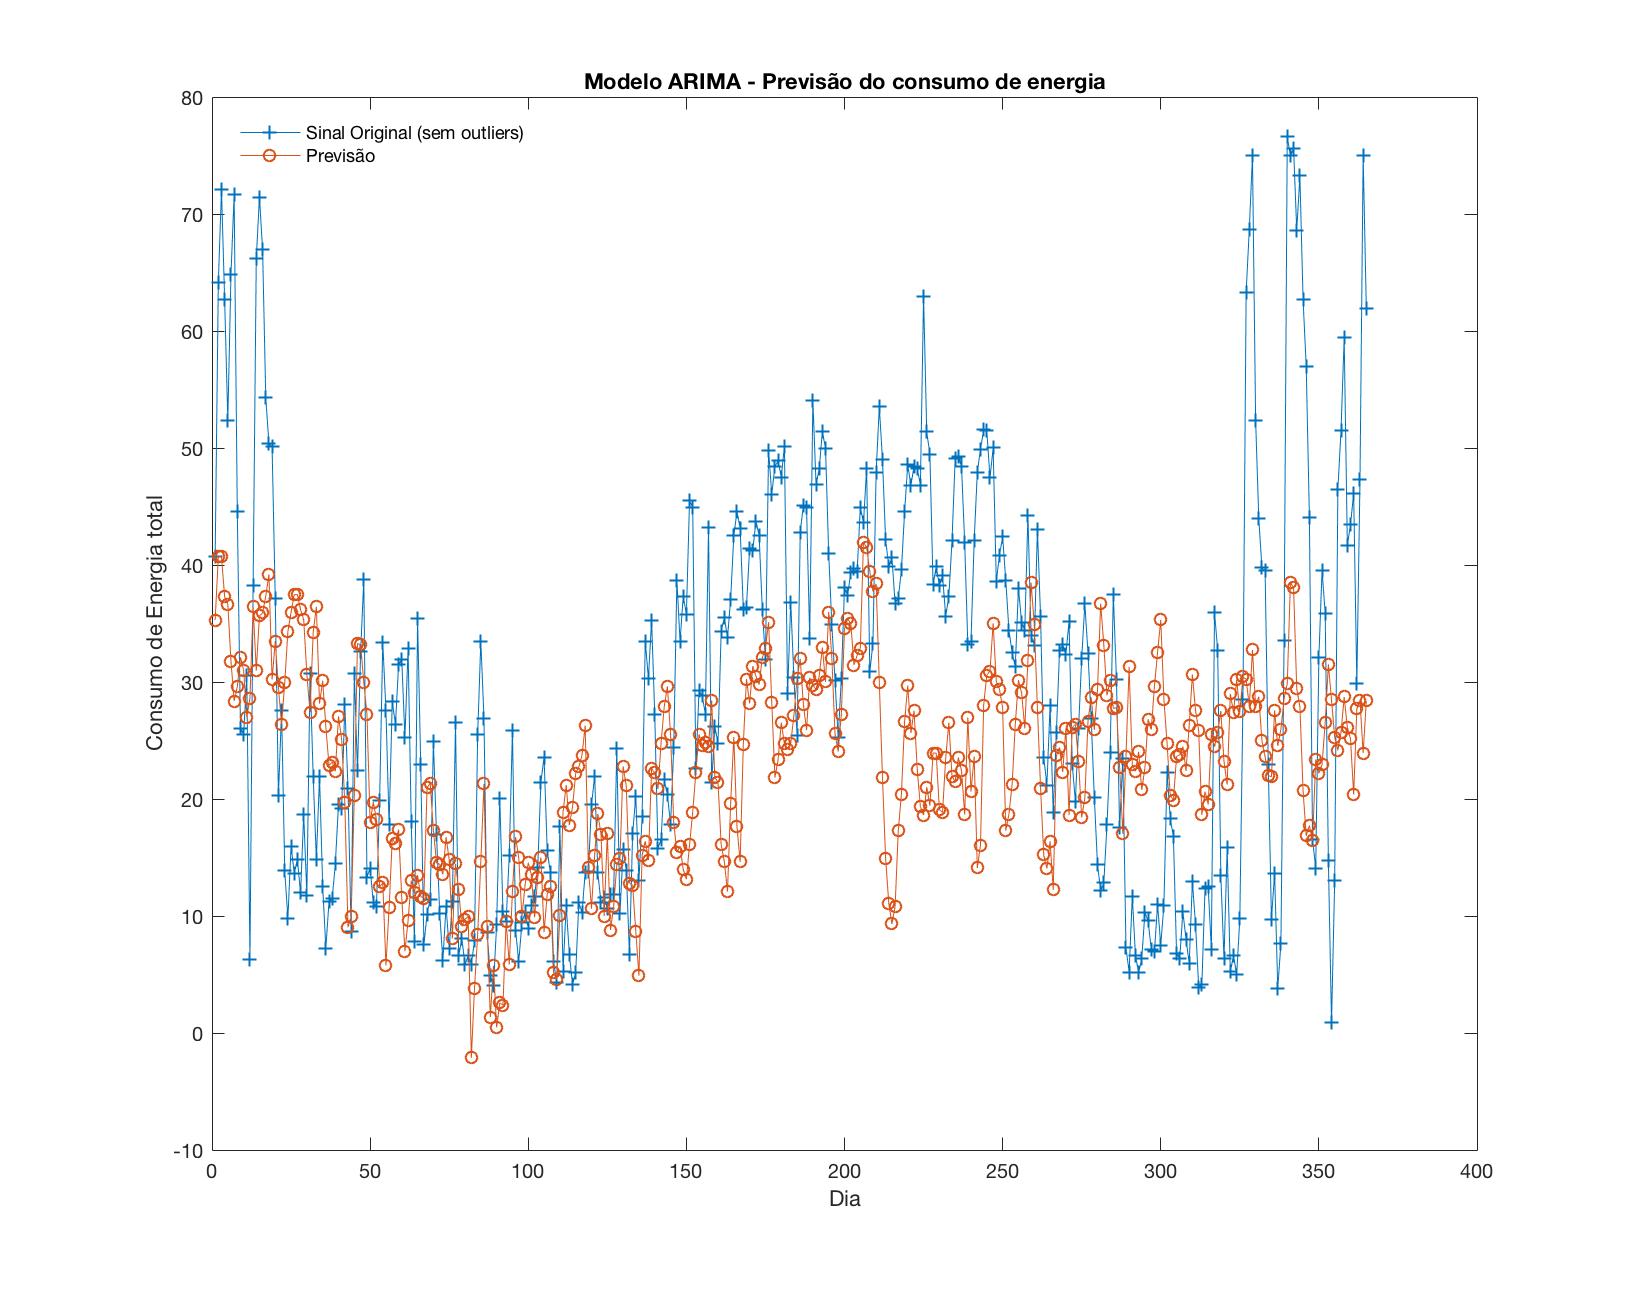 Modelo ARIMA - Previsão do consumo de energia
80
Sinal Original (sem outliers)
Previsão
70
60
50
40
30
20
10
0
-10
Consumo de Energia total
0 50 100 150 200 250 300 350 400
Dia